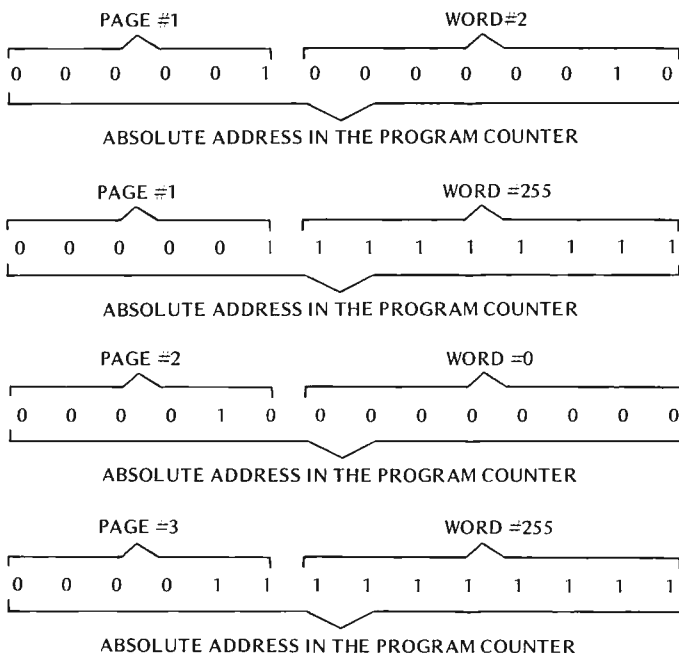 PAGE #1 WORD#2
0 0 0 0 0 1 0 0 0 0 0 0 1 0
ABSOLUTE ADDRESS IN THE PROGRAM COUNTER
PAGE #1 WORD #255
0 0 0 0 0 1 1 1 1 1 1 1 1 1
ABSOLUTE ADDRESS IN THE PROGRAM COUNTER
PAGE #2 WORD #0
0 0 0 0 1 0 0 0 0 0 0 0 0 0
ABSOLUTE ADDRESS IN THE PROGRAM COUNTER
PAGE #3 WORD #255
0 0 0 0 1 1 1 1 1 1 1 1 1 1
ABSOLUTE ADDRESS IN THE PROGRAM COUNTER